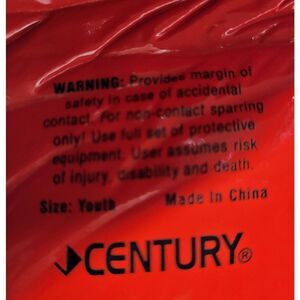 WARNING: Provides margin of
safety in case of accidental
contact. For non-contact sparring
only! Use full set of protective
equipment. User assumes risk
of injury, disability and death.
Size: Youth Made In China
CENTURY®